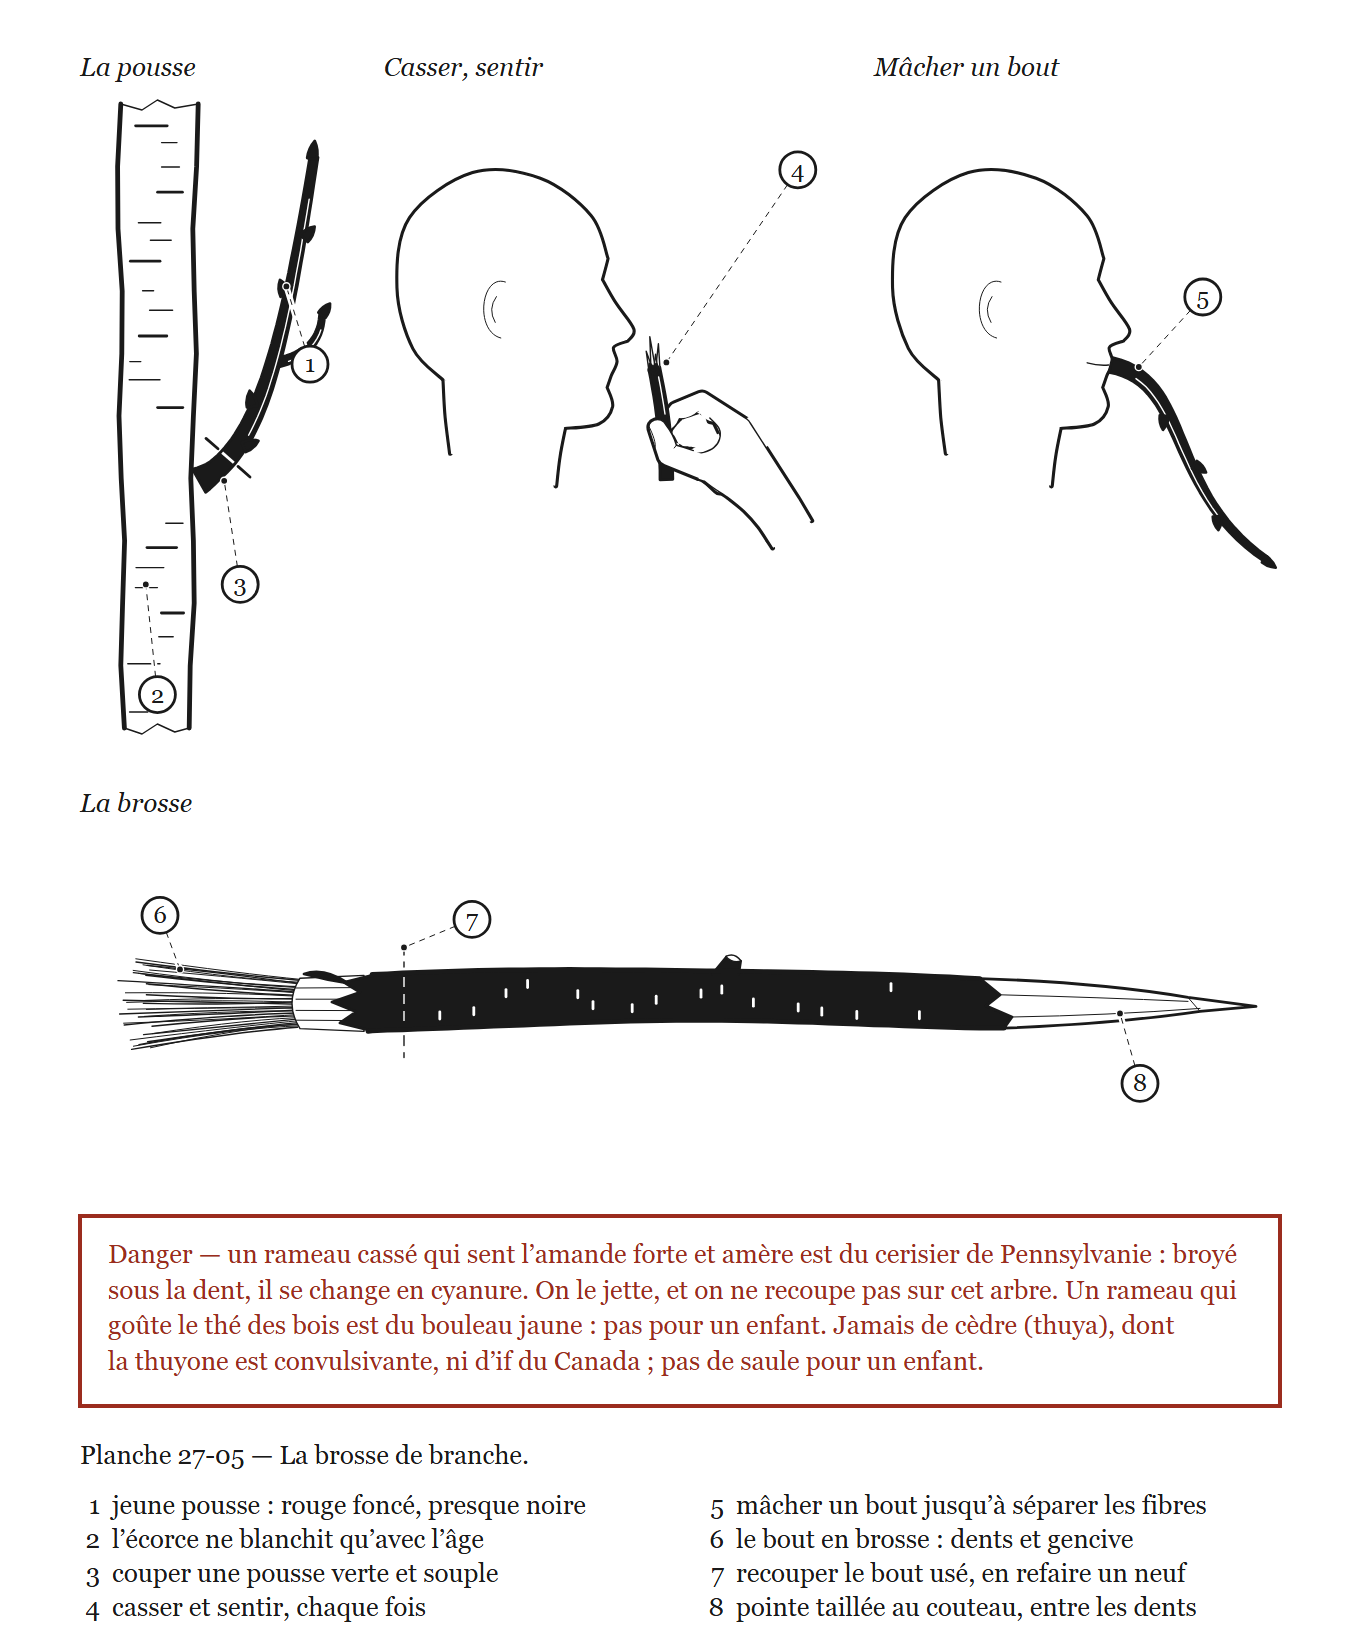 La pousse
Casser, sentir
Mâcher un bout
4
5
1
3
2
La brosse
6
7
8
Danger — un rameau cassé qui sent l’amande forte et amère est du cerisier de Pennsylvanie : broyé
sous la dent, il se change en cyanure. On le jette, et on ne recoupe pas sur cet arbre. Un rameau qui
goûte le thé des bois est du bouleau jaune : pas pour un enfant. Jamais de cèdre (thuya), dont
la thuyone est convulsivante, ni d’if du Canada ; pas de saule pour un enfant.
Planche 27-05 — La brosse de branche.
1 jeune pousse : rouge foncé, presque noire
2 l’écorce ne blanchit qu’avec l’âge
3 couper une pousse verte et souple
4 casser et sentir, chaque fois
5 mâcher un bout jusqu’à séparer les fibres
6 le bout en brosse : dents et gencive
7 recouper le bout usé, en refaire un neuf
8 pointe taillée au couteau, entre les dents